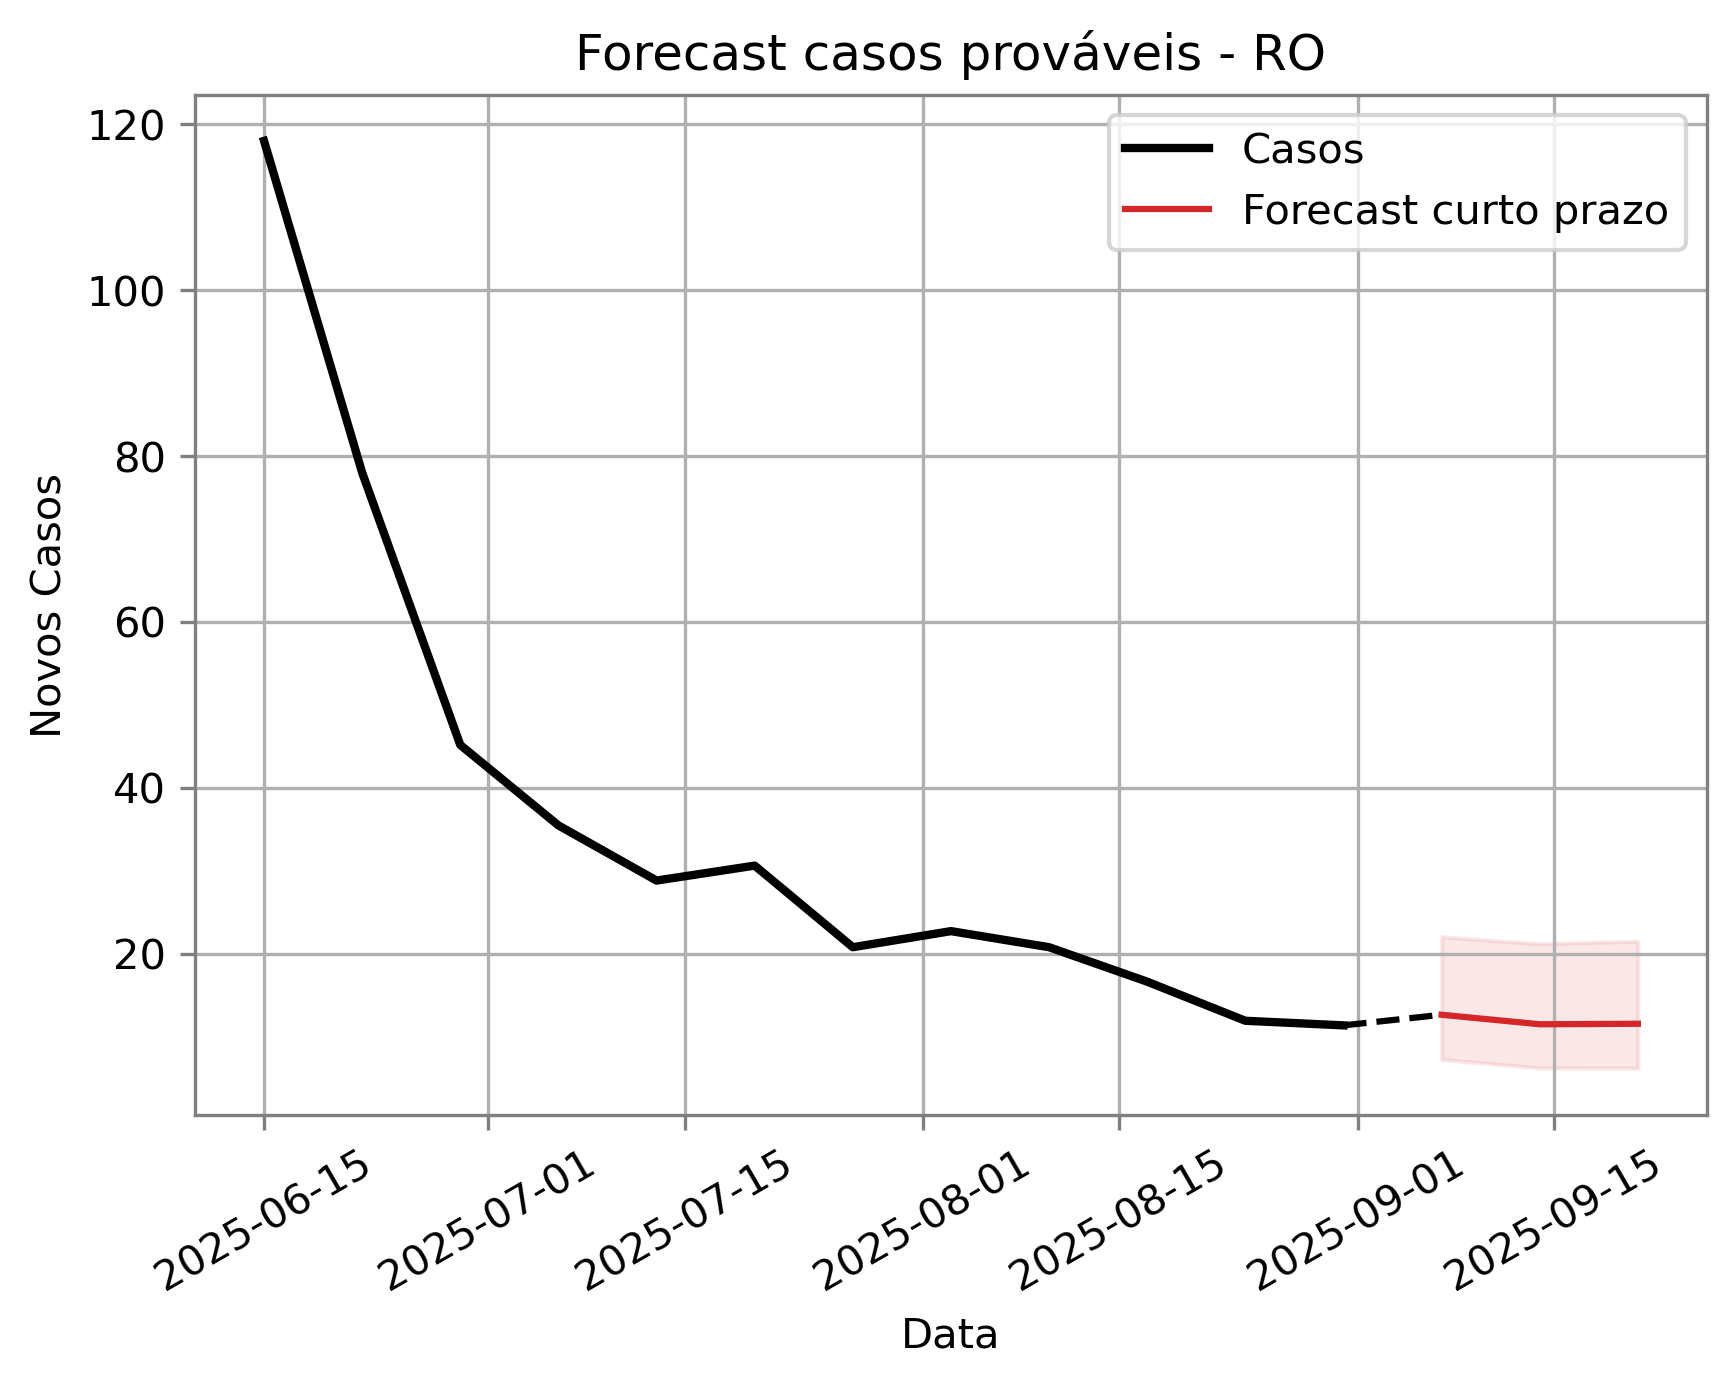 Forecast casos prováveis - RO
Casos
Forecast curto prazo
120
100
80
60
40
20
Novos Casos
2025-06-15
2025-07-01
2025-07-15
2025-08-01
2025-08-15
2025-09-01
2025-09-15
Data